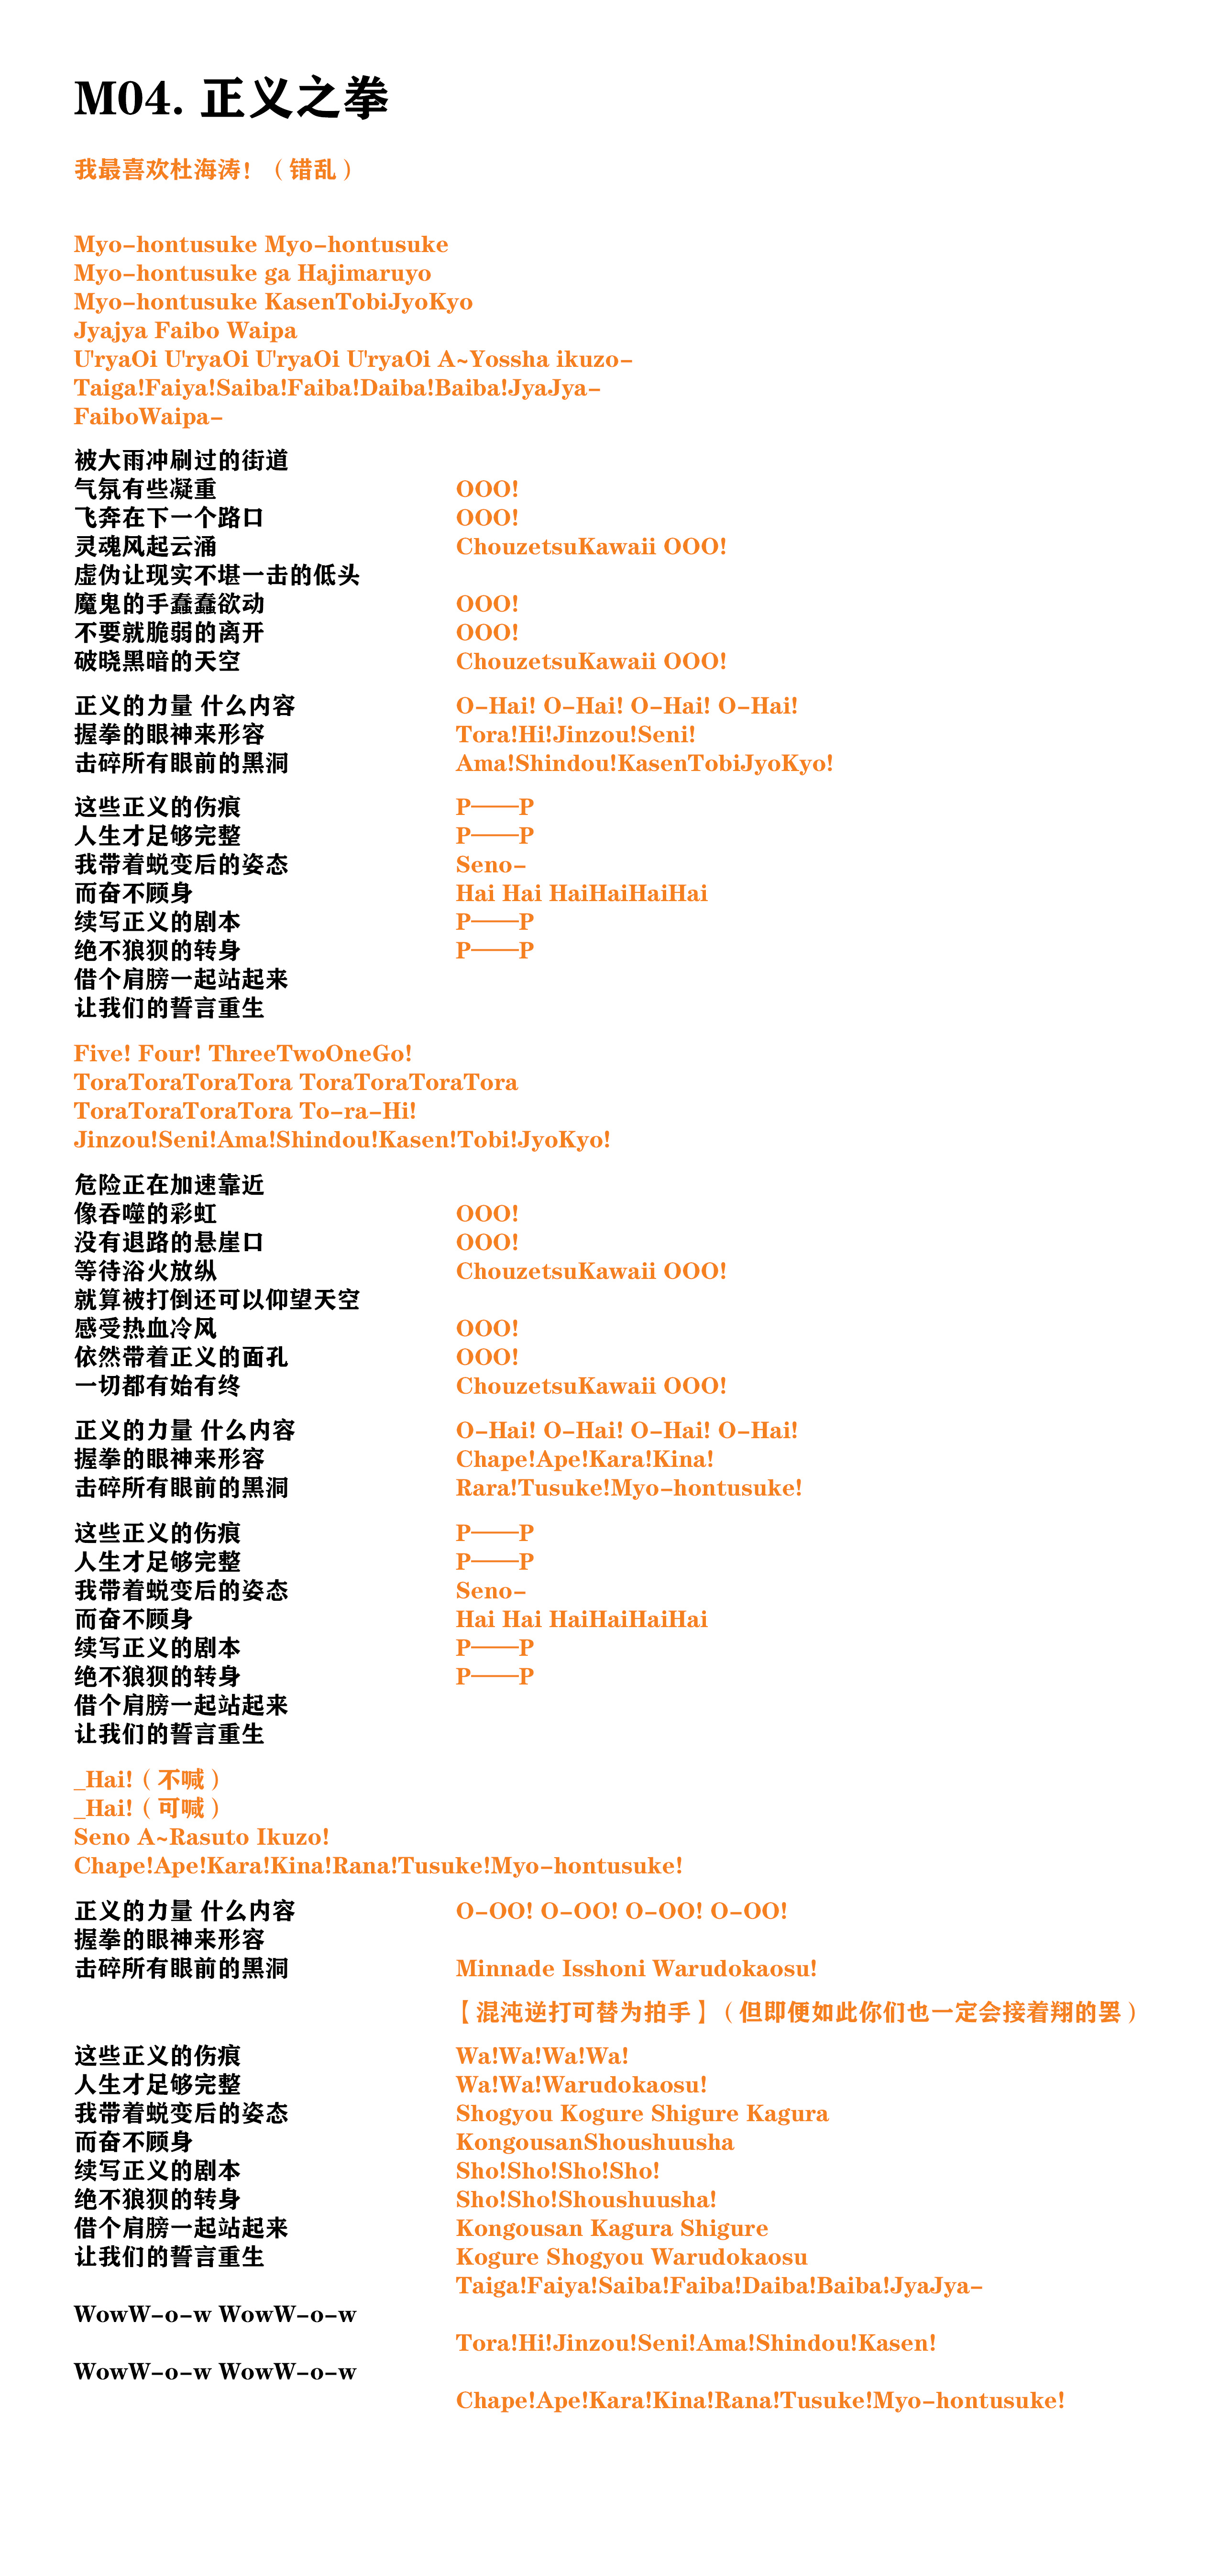 M04. 正义之拳
我最喜欢杜海涛！（错乱）
Myo-hontusuke Myo-hontusuke
Myo-hontusuke ga Hajimaruyo
Myo-hontusuke KasenTobiJyoKyo
Jyajya Faibo Waipa
U'ryaOi U'ryaOi U'ryaOi U'ryaOi A~Yossha ikuzo-
Taiga!Faiya!Saiba!Faiba!Daiba!Baiba!JyaJya-
FaiboWaipa-
被大雨冲刷过的街道
气氛有些凝重 OOO!
飞奔在下一个路口 OOO!
灵魂风起云涌 ChouzetsuKawaii OOO!
虚伪让现实不堪一击的低头
魔鬼的手蠢蠢欲动 OOO!
不要就脆弱的离开 OOO!
破晓黑暗的天空 ChouzetsuKawaii OOO!
正义的力量 什么内容 O-Hai! O-Hai! O-Hai! O-Hai!
握拳的眼神来形容 Tora!Hi!Jinzou!Seni!
击碎所有眼前的黑洞 Ama!Shindou!KasenTobiJyoKyo!
这些正义的伤痕 P——P
人生才足够完整 P——P
我带着蜕变后的姿态 Seno-
而奋不顾身 Hai Hai HaiHaiHaiHai
续写正义的剧本 P——P
绝不狼狈的转身 P——P
借个肩膀一起站起来
让我们的誓言重生
Five! Four! ThreeTwoOneGo!
ToraToraToraTora ToraToraToraTora
ToraToraToraTora To-ra-Hi!
Jinzou!Seni!Ama!Shindou!Kasen!Tobi!JyoKyo!
危险正在加速靠近
像吞噬的彩虹 OOO!
没有退路的悬崖口 OOO!
等待浴火放纵 ChouzetsuKawaii OOO!
就算被打倒还可以仰望天空
感受热血冷风 OOO!
依然带着正义的面孔 OOO!
一切都有始有终 ChouzetsuKawaii OOO!
正义的力量 什么内容 O-Hai! O-Hai! O-Hai! O-Hai!
握拳的眼神来形容 Chape!Ape!Kara!Kina!
击碎所有眼前的黑洞 Rara!Tusuke!Myo-hontusuke!
这些正义的伤痕 P——P
人生才足够完整 P——P
我带着蜕变后的姿态 Seno-
而奋不顾身 Hai Hai HaiHaiHaiHai
续写正义的剧本 P——P
绝不狼狈的转身 P——P
借个肩膀一起站起来
让我们的誓言重生
_Hai!（不喊）
_Hai!（可喊）
Seno A~Rasuto Ikuzo!
Chape!Ape!Kara!Kina!Rana!Tusuke!Myo-hontusuke!
正义的力量 什么内容 O-OO! O-OO! O-OO! O-OO!
握拳的眼神来形容
击碎所有眼前的黑洞 Minnade Isshoni Warudokaosu!
【混沌逆打可替为拍手】（但即便如此你们也一定会接着翔的罢）
这些正义的伤痕 Wa!Wa!Wa!Wa!
人生才足够完整 Wa!Wa!Warudokaosu!
我带着蜕变后的姿态 Shogyou Kogure Shigure Kagura
而奋不顾身 KongousanShoushuusha
续写正义的剧本 Sho!Sho!Sho!Sho!
绝不狼狈的转身 Sho!Sho!Shoushuusha!
借个肩膀一起站起来 Kongousan Kagura Shigure
让我们的誓言重生 Kogure Shogyou Warudokaosu
Taiga!Faiya!Saiba!Faiba!Daiba!Baiba!JyaJya-
WowW-o-w WowW-o-w
Tora!Hi!Jinzou!Seni!Ama!Shindou!Kasen!
WowW-o-w WowW-o-w
Chape!Ape!Kara!Kina!Rana!Tusuke!Myo-hontusuke!